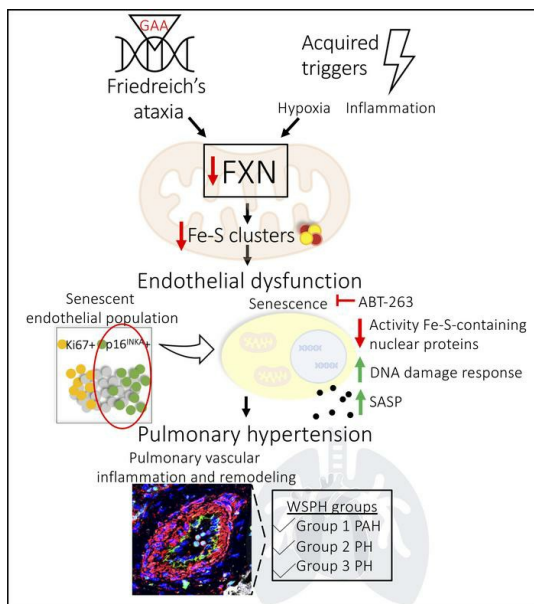 GAA
Friedreich's
ataxia
Acquired
triggers
Hypoxia Inflammation
FXN
Fe-S clusters
Endothelial dysfunction
Senescent
endothelial population
Ki67+ p16^INKA+
Senescence
ABT-263
Activity Fe-S-containing
nuclear proteins
DNA damage response
SASP
Pulmonary hypertension
Pulmonary vascular
inflammation and remodeling
WSPH groups
Group 1 PAH
Group 2 PH
Group 3 PH